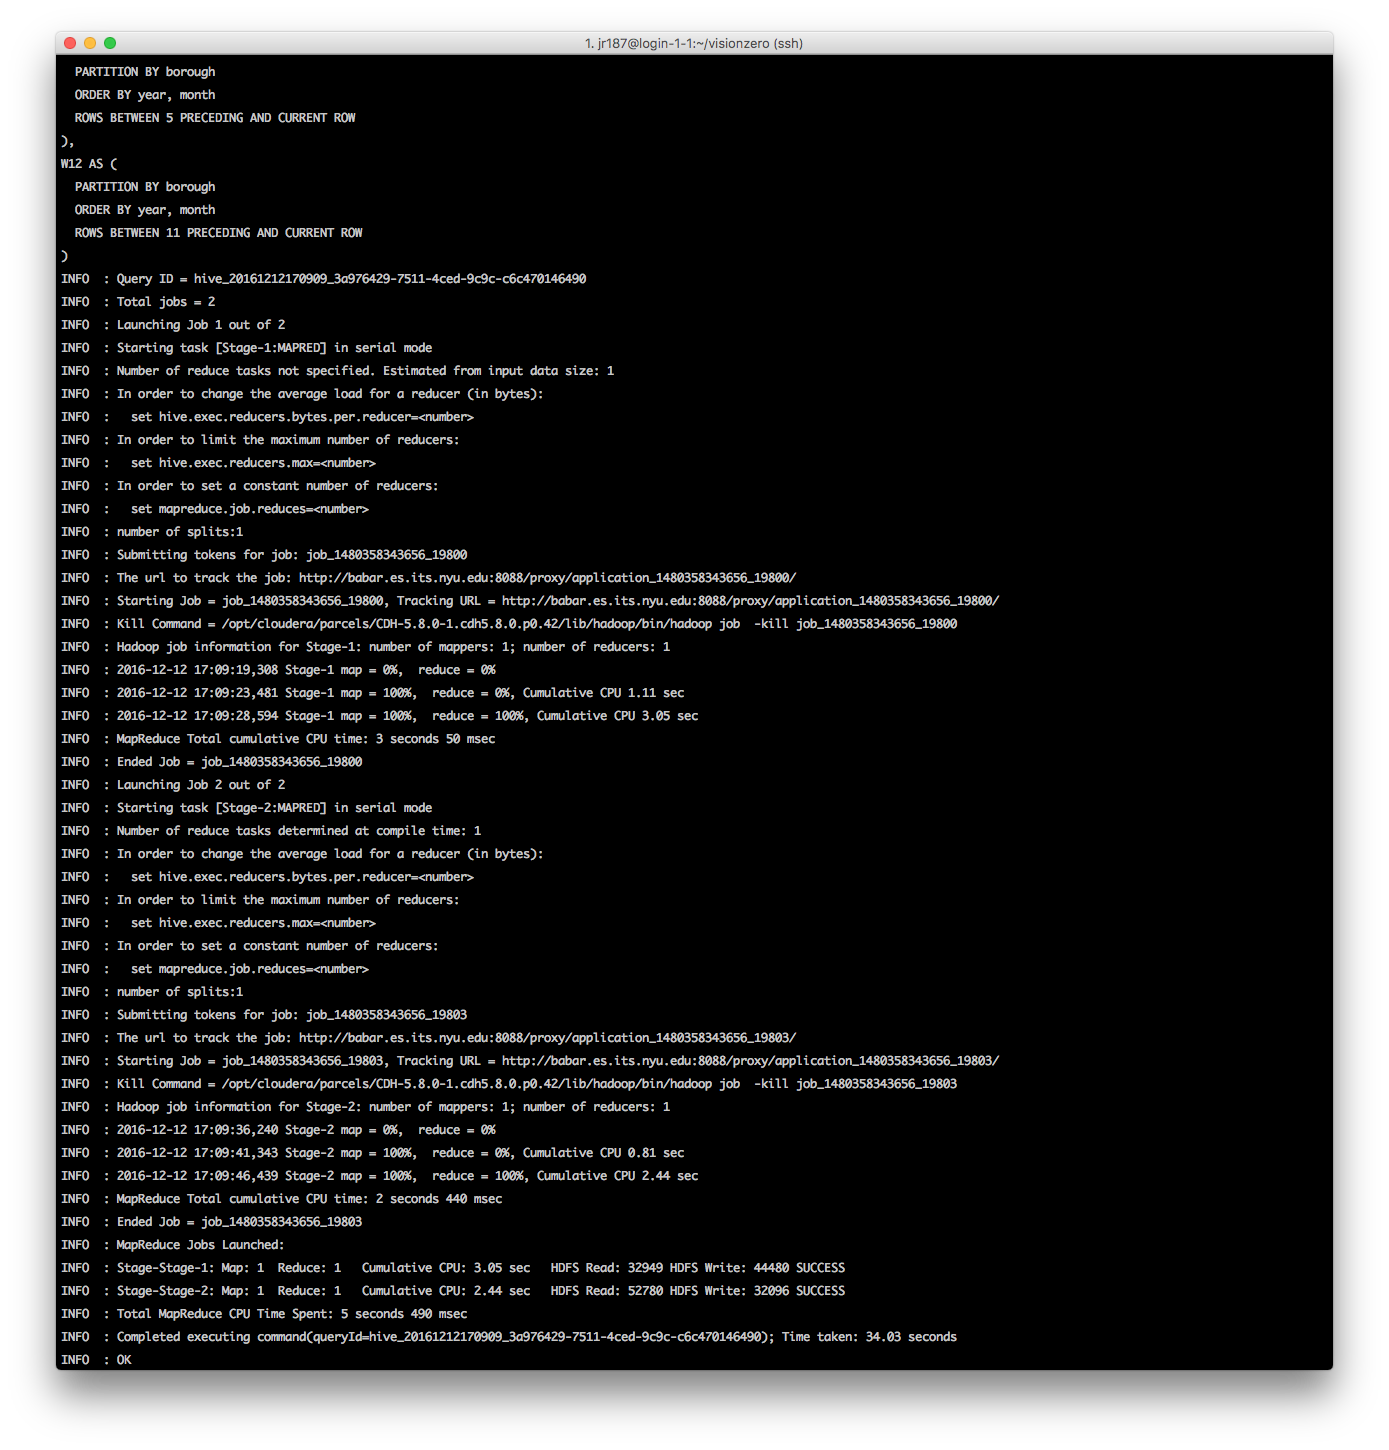 1. jr187@login-1-1:~/visionzero (ssh)
  PARTITION BY borough
  ORDER BY year, month
  ROWS BETWEEN 5 PRECEDING AND CURRENT ROW
),
W12 AS (
  PARTITION BY borough
  ORDER BY year, month
  ROWS BETWEEN 11 PRECEDING AND CURRENT ROW
)
INFO  : Query ID = hive_20161212170909_3a976429-7511-4ced-9c9c-c6c470146490
INFO  : Total jobs = 2
INFO  : Launching Job 1 out of 2
INFO  : Starting task [Stage-1:MAPRED] in serial mode
INFO  : Number of reduce tasks not specified. Estimated from input data size: 1
INFO  : In order to change the average load for a reducer (in bytes):
INFO  :   set hive.exec.reducers.bytes.per.reducer=<number>
INFO  : In order to limit the maximum number of reducers:
INFO  :   set hive.exec.reducers.max=<number>
INFO  : In order to set a constant number of reducers:
INFO  :   set mapreduce.job.reduces=<number>
INFO  : number of splits:1
INFO  : Submitting tokens for job: job_1480358343656_19800
INFO  : The url to track the job: http://babar.es.its.nyu.edu:8088/proxy/application_1480358343656_19800/
INFO  : Starting Job = job_1480358343656_19800, Tracking URL = http://babar.es.its.nyu.edu:8088/proxy/application_1480358343656_19800/
INFO  : Kill Command = /opt/cloudera/parcels/CDH-5.8.0-1.cdh5.8.0.p0.42/lib/hadoop/bin/hadoop job  -kill job_1480358343656_19800
INFO  : Hadoop job information for Stage-1: number of mappers: 1; number of reducers: 1
INFO  : 2016-12-12 17:09:19,308 Stage-1 map = 0%,  reduce = 0%
INFO  : 2016-12-12 17:09:23,481 Stage-1 map = 100%,  reduce = 0%, Cumulative CPU 1.11 sec
INFO  : 2016-12-12 17:09:28,594 Stage-1 map = 100%,  reduce = 100%, Cumulative CPU 3.05 sec
INFO  : MapReduce Total cumulative CPU time: 3 seconds 50 msec
INFO  : Ended Job = job_1480358343656_19800
INFO  : Launching Job 2 out of 2
INFO  : Starting task [Stage-2:MAPRED] in serial mode
INFO  : Number of reduce tasks determined at compile time: 1
INFO  : In order to change the average load for a reducer (in bytes):
INFO  :   set hive.exec.reducers.bytes.per.reducer=<number>
INFO  : In order to limit the maximum number of reducers:
INFO  :   set hive.exec.reducers.max=<number>
INFO  : In order to set a constant number of reducers:
INFO  :   set mapreduce.job.reduces=<number>
INFO  : number of splits:1
INFO  : Submitting tokens for job: job_1480358343656_19803
INFO  : The url to track the job: http://babar.es.its.nyu.edu:8088/proxy/application_1480358343656_19803/
INFO  : Starting Job = job_1480358343656_19803, Tracking URL = http://babar.es.its.nyu.edu:8088/proxy/application_1480358343656_19803/
INFO  : Kill Command = /opt/cloudera/parcels/CDH-5.8.0-1.cdh5.8.0.p0.42/lib/hadoop/bin/hadoop job  -kill job_1480358343656_19803
INFO  : Hadoop job information for Stage-2: number of mappers: 1; number of reducers: 1
INFO  : 2016-12-12 17:09:36,240 Stage-2 map = 0%,  reduce = 0%
INFO  : 2016-12-12 17:09:41,343 Stage-2 map = 100%,  reduce = 0%, Cumulative CPU 0.81 sec
INFO  : 2016-12-12 17:09:46,439 Stage-2 map = 100%,  reduce = 100%, Cumulative CPU 2.44 sec
INFO  : MapReduce Total cumulative CPU time: 2 seconds 440 msec
INFO  : Ended Job = job_1480358343656_19803
INFO  : MapReduce Jobs Launched:
INFO  : Stage-Stage-1: Map: 1  Reduce: 1   Cumulative CPU: 3.05 sec   HDFS Read: 32949 HDFS Write: 44480 SUCCESS
INFO  : Stage-Stage-2: Map: 1  Reduce: 1   Cumulative CPU: 2.44 sec   HDFS Read: 52780 HDFS Write: 32096 SUCCESS
INFO  : Total MapReduce CPU Time Spent: 5 seconds 490 msec
INFO  : Completed executing command(queryId=hive_20161212170909_3a976429-7511-4ced-9c9c-c6c470146490); Time taken: 34.03 seconds
INFO  : OK